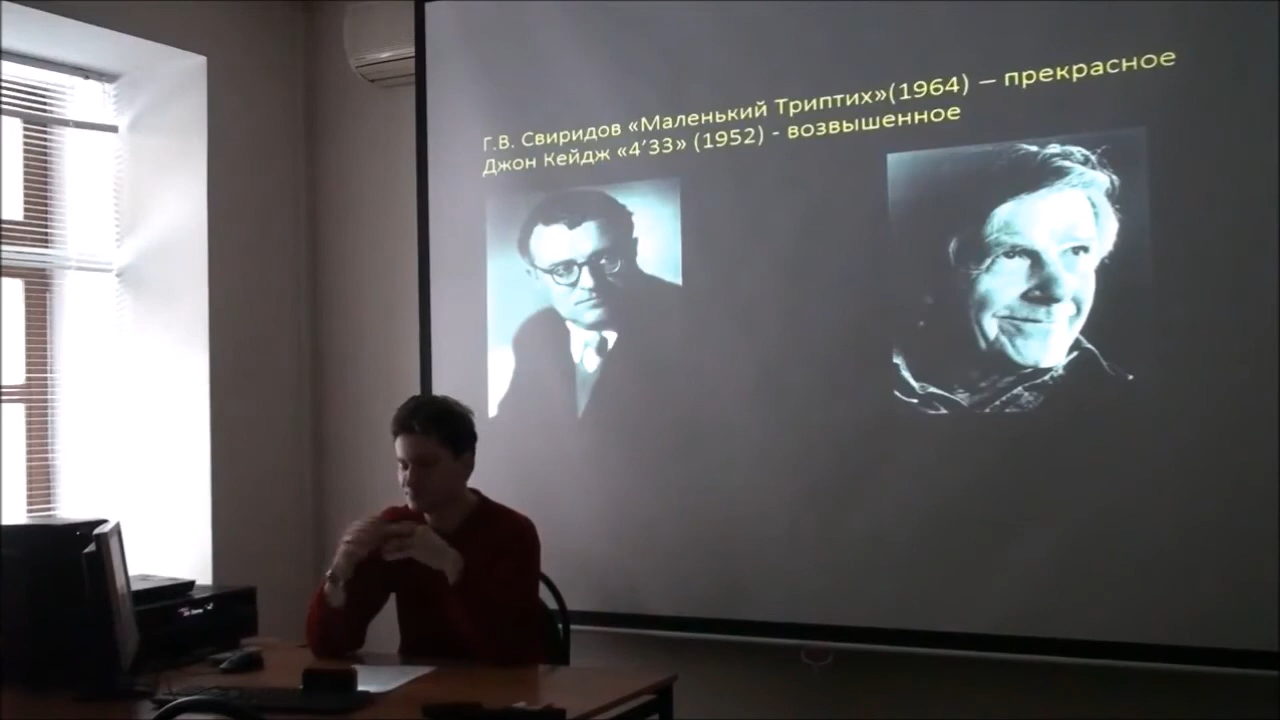 Г.В. Свиридов «Маленький Триптих»(1964) – прекрасное
Джон Кейдж «4’33» (1952) - возвышенное